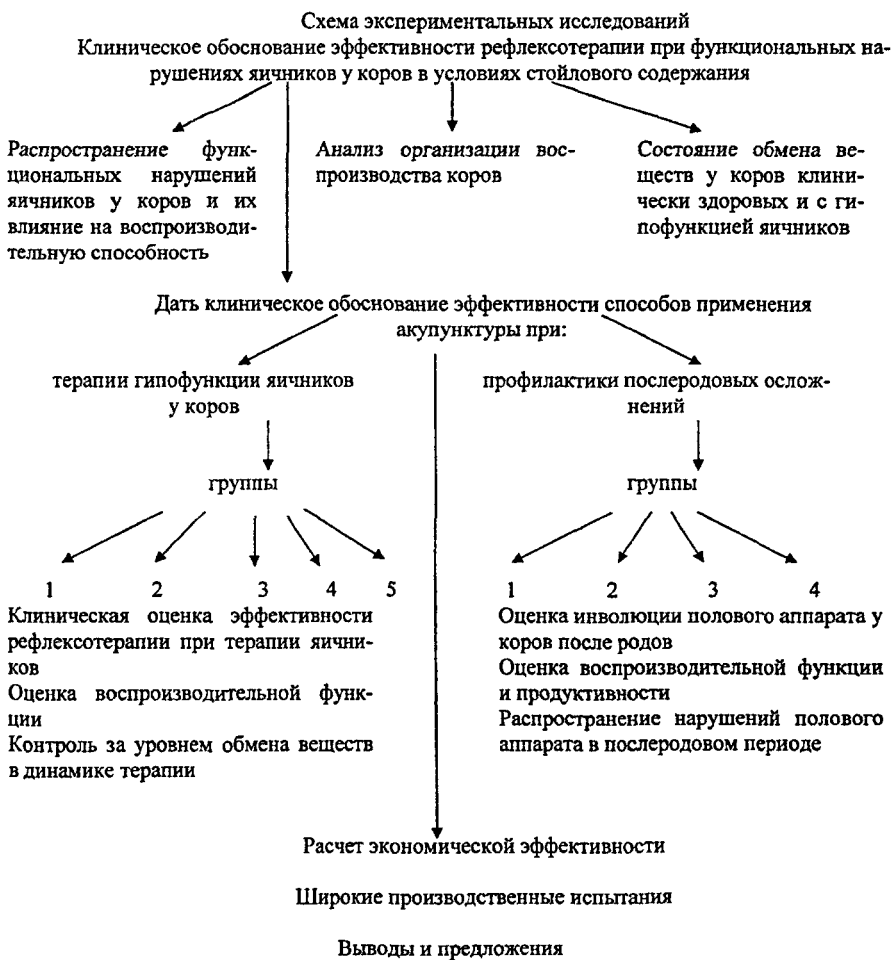 Схема экспериментальных исследований
Клиническое обоснование эффективности рефлексотерапии при функциональных на-
рушениях яичников у коров в условиях стойлового содержания
Распространение функ-
циональных нарушений
яичников у коров и их
влияние на воспроизводи-
тельную способность
Анализ организации вос-
производства коров
Состояние обмена ве-
ществ у коров клини-
чески здоровых и с ги-
пофункцией яичников
Дать клиническое обоснование эффективности способов применения
акупунктуры при:
терапии гипофункции яичников
у коров
профилактики послеродовых ослож-
нений
группы
группы
1 2 3 4 5
1 2 3 4
Клиническая оценка эффективности
рефлексотерапии при терапии яични-
ков
Оценка воспроизводительной функ-
ции
Контроль за уровнем обмена веществ
в динамике терапии
Оценка инволюции полового аппарата у
коров после родов
Оценка воспроизводительной функции
и продуктивности
Распространение нарушений полового
аппарата в послеродовом периоде
Расчет экономической эффективности
Широкие производственные испытания
Выводы и предложения